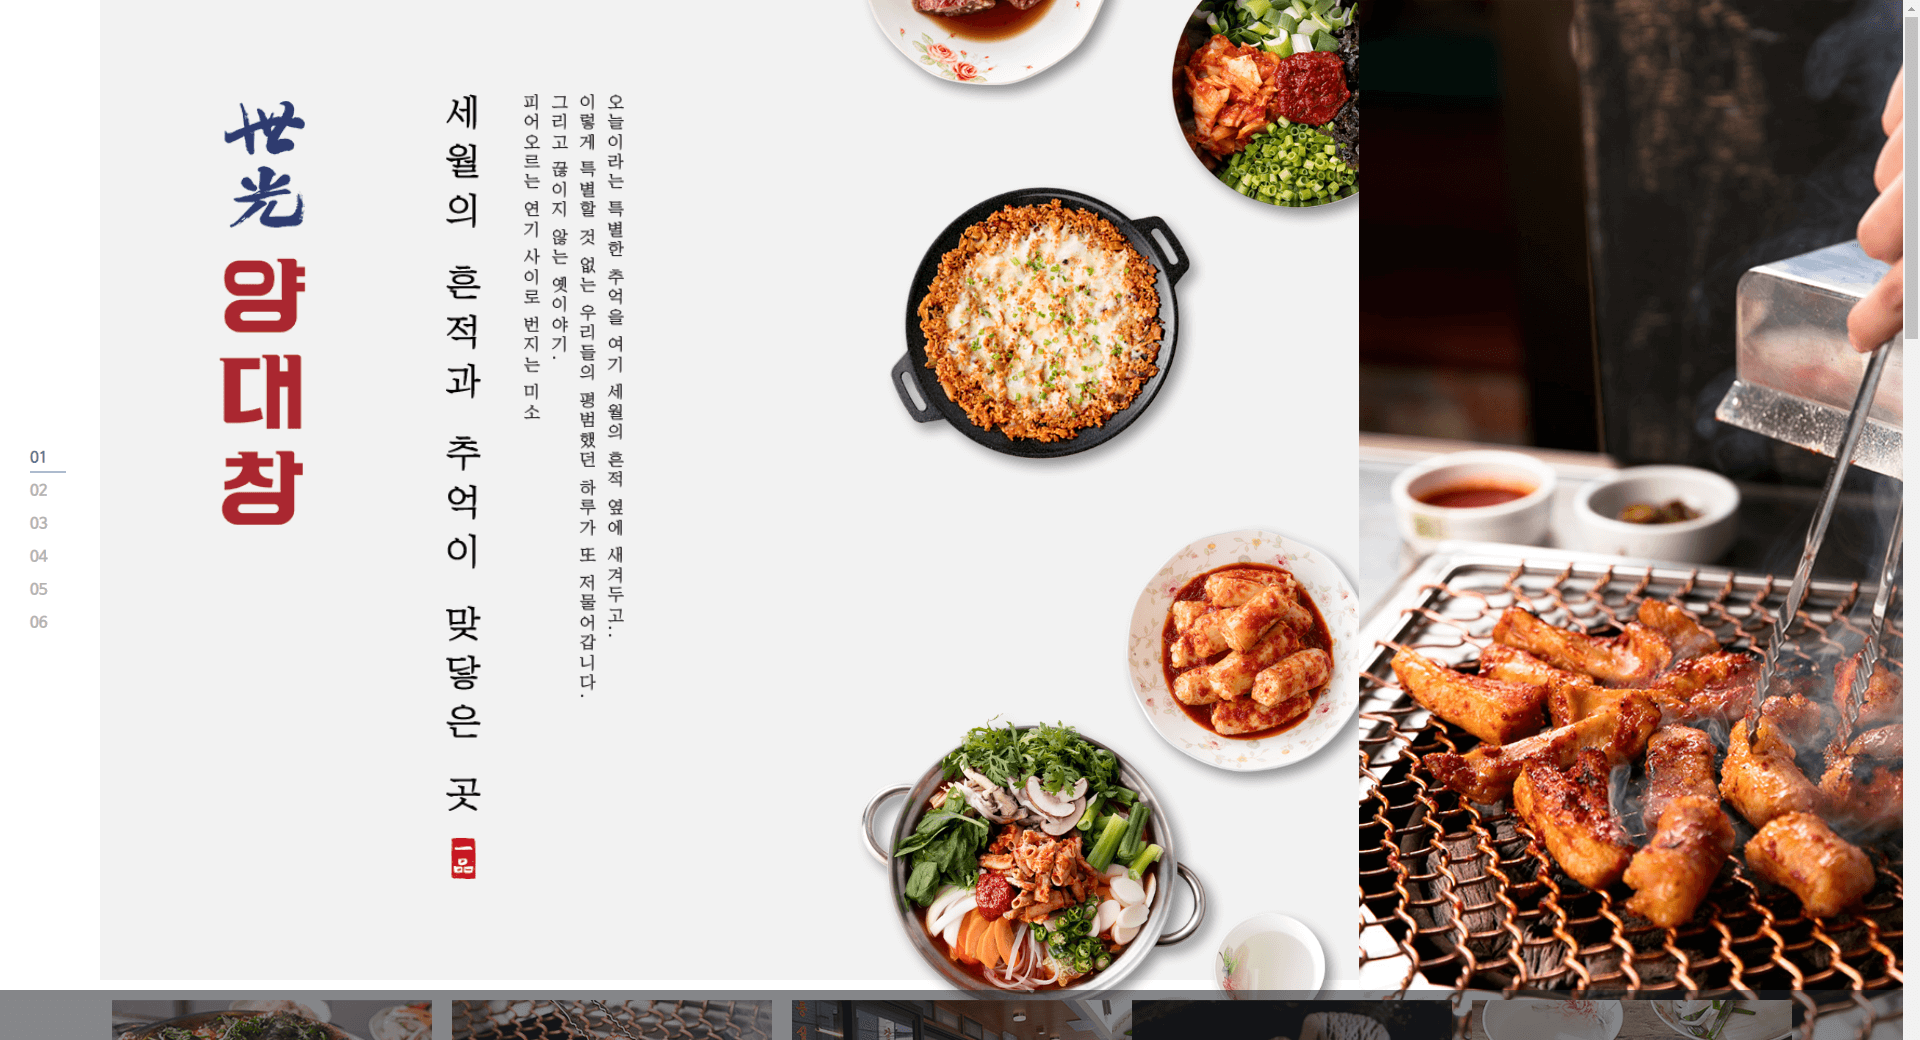 01
02
03
04
05
06
世光
양대창
세월의 흔적과 추억이 맞닿은 곳
一品
오늘이라는 특별한 추억을 여기 세월의 흔적 옆에 새겨두고..
이렇게 특별할 것 없는 우리들의 평범했던 하루가 또 저물어갑니다.
그리고 끊이지 않는 옛이야기.
피어오르는 연기 사이로 번지는 미소